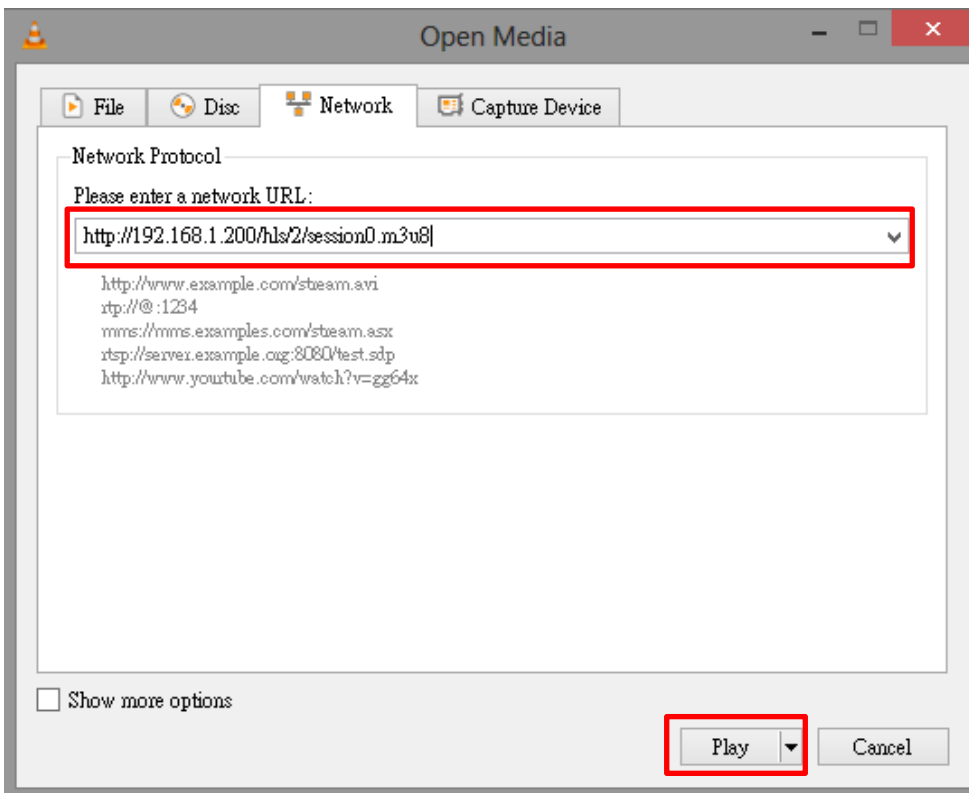 Open Media
File Disc Network Capture Device
Network Protocol
Please enter a network URL:
http://192.168.1.200/hls/2/session0.m3u8
http://www.example.com/stream.avi
rtp://@:1234
mms://mms.examples.com/stream.asx
rtsp://server.example.org:8080/test.sdp
http://www.yourtube.com/watch?v=gg64x
Show more options
Play Cancel